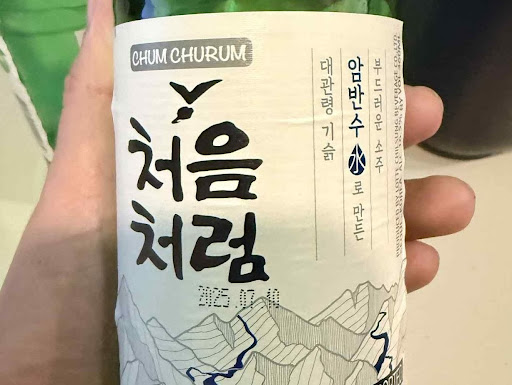 CHUM CHURUM
처음
처럼
대관령 기슭
암반수水로 만든
부드러운 소주
2025.07.10